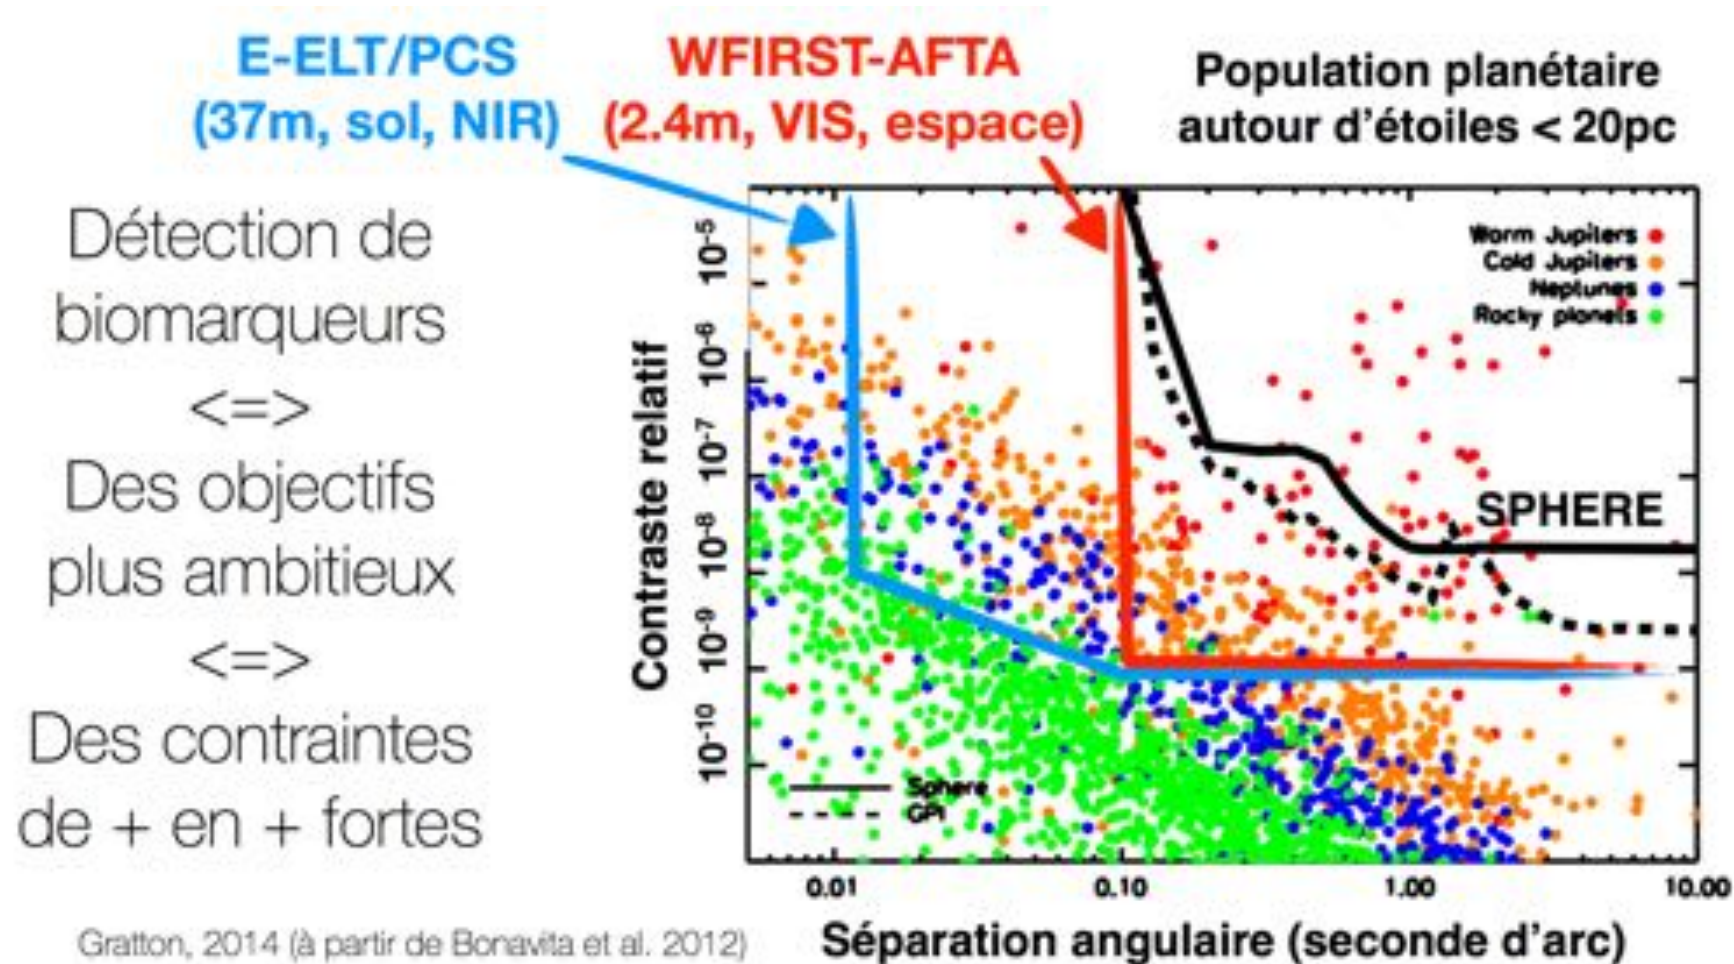 E-ELT/PCS
(37m, sol, NIR)
WFIRST-AFTA
(2.4m, VIS, espace)
Population planétaire
autour d'étoiles < 20pc
Détection de
biomarqueurs
<=>
Des objectifs
plus ambitieux
<=>
Des contraintes
de + en + fortes
Contraste relatif
10-5
10-6
10-7
10-8
10-9
10-10
Worm Jupiters
Cold Jupiters
Neptunes
Rocky planets
SPHERE
Sphere
GPI
0.01
0.10
1.00
10.00
Séparation angulaire (seconde d'arc)
Gratton, 2014 (à partir de Bonavita et al. 2012)